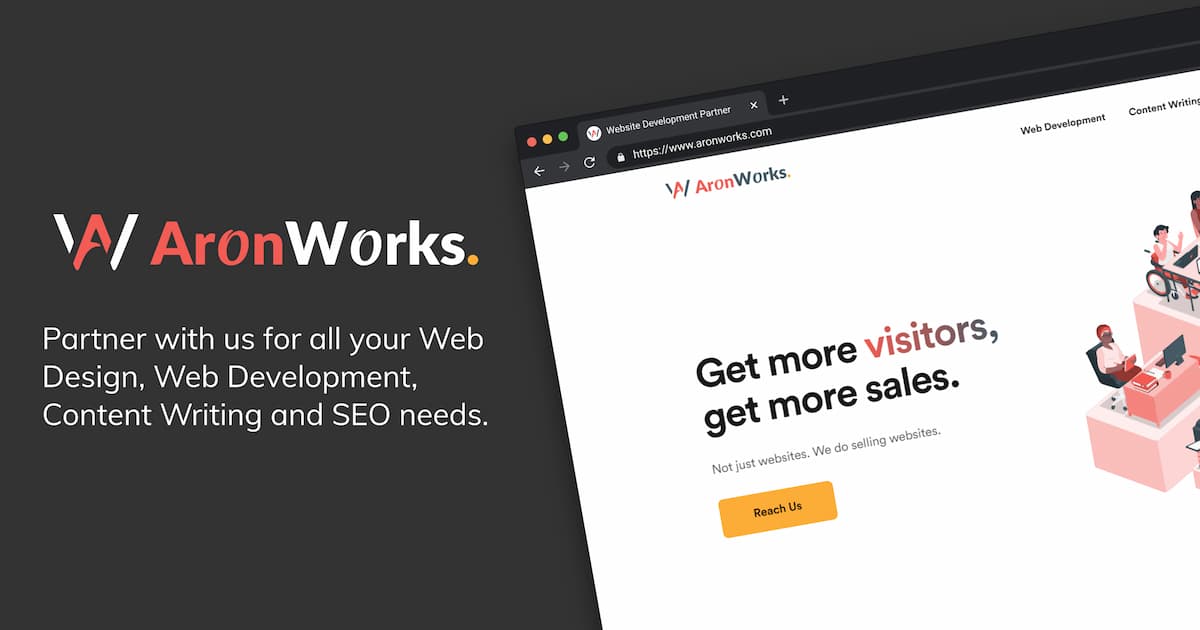 AronWorks.
Partner with us for all your Web
Design, Web Development,
Content Writing and SEO needs.
Website Development Partner
https://www.aronworks.com
AronWorks.
Web Development
Content Writing
Get more visitors,
get more sales.
Not just websites. We do selling websites.
Reach Us